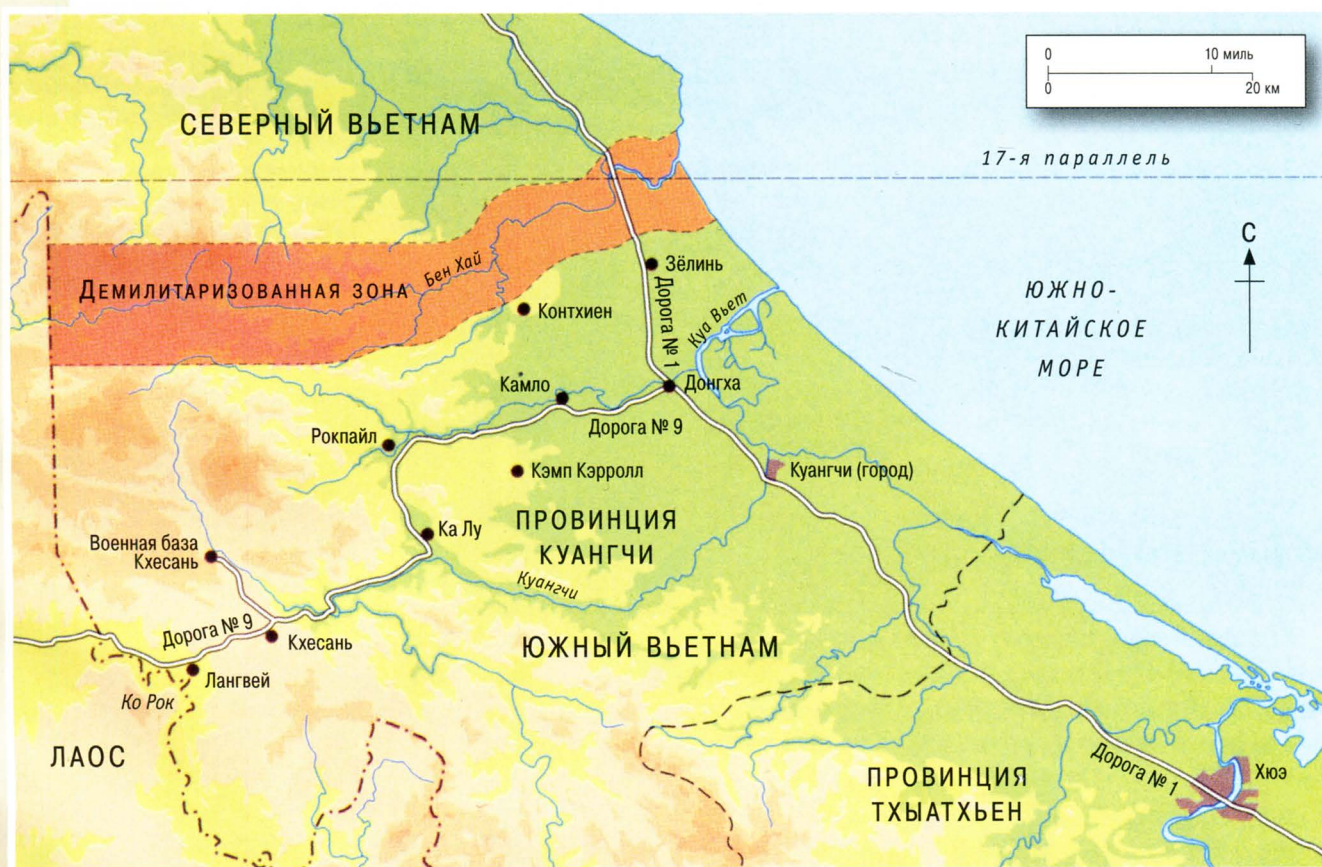 0 10 миль
0 20 км
СЕВЕРНЫЙ ВЬЕТНАМ
17-я параллель
С
Зёлинь
ДЕМИЛИТАРИЗОВАННАЯ ЗОНА
Бен Хай
ЮЖНО-
КИТАЙСКОЕ
МОРЕ
Контхиен
Дорога № 1
Куа Вьет
Камло
Донгха
Дорога № 9
Рокпайл
Кэмп Кэрролл
Куангчи (город)
ПРОВИНЦИЯ
КУАНГЧИ
Ка Лу
Военная база
Кхесань
Куангчи
Дорога № 9
Кхесань
ЮЖНЫЙ ВЬЕТНАМ
Лангвей
Ко Рок
ЛАОС
ПРОВИНЦИЯ
ТХЫАТХЬЕН
Дорога № 1
Хюэ